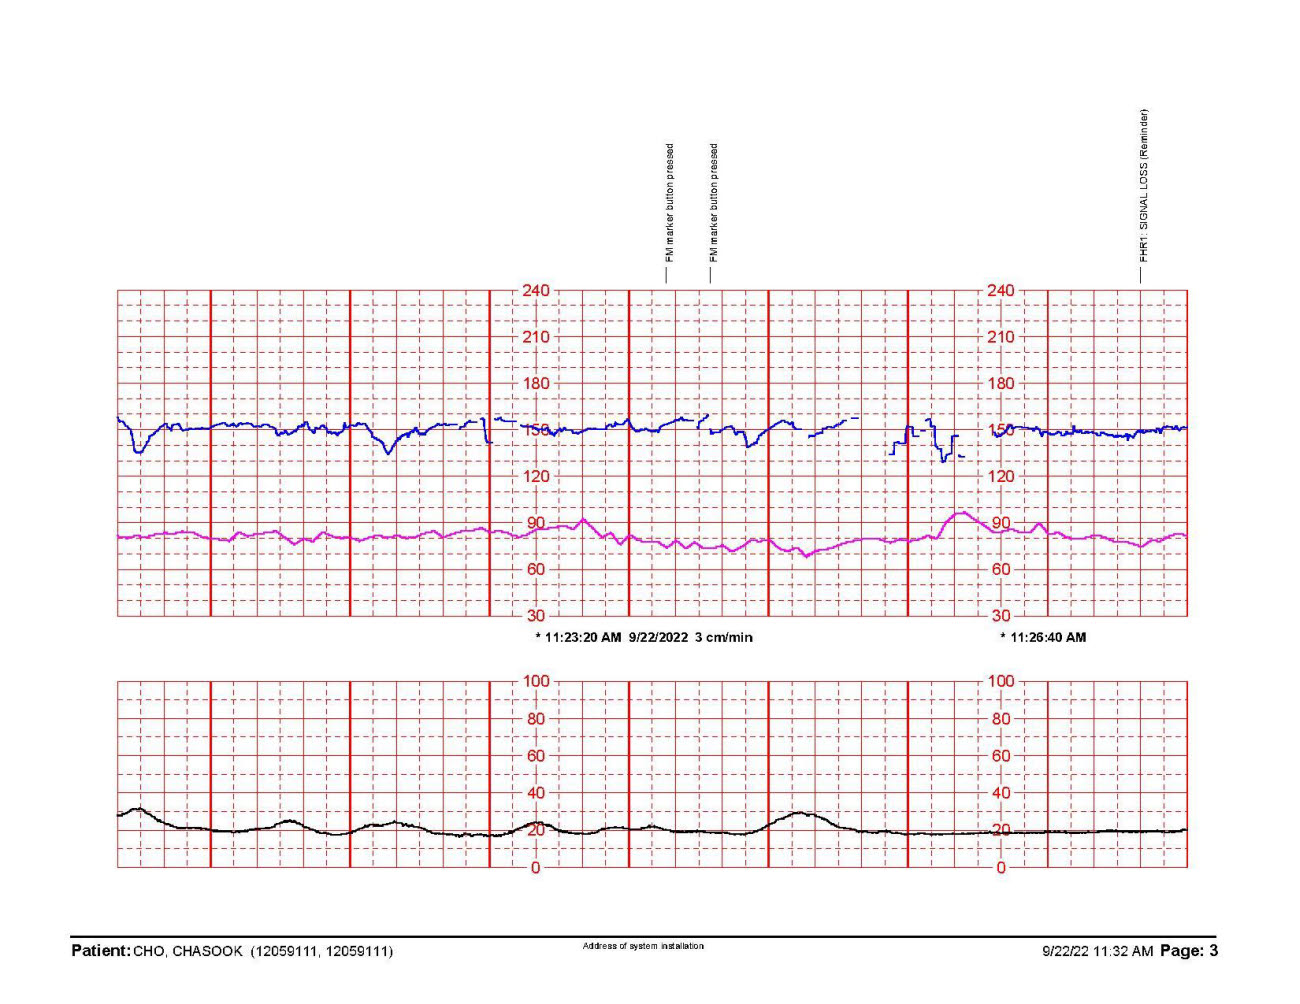 FM marker button pressed
FM marker button pressed
FHR1: SIGNAL LOSS (Reminder)
240 240
210 210
180 180
150 150
120 120
90 90
60 60
30 30
* 11:23:20 AM 9/22/2022 3 cm/min * 11:26:40 AM
100 100
80 80
60 60
40 40
20 20
0 0
Patient: CHO, CHASOOK (12059111, 12059111) Address of system installation 9/22/22 11:32 AM Page: 3